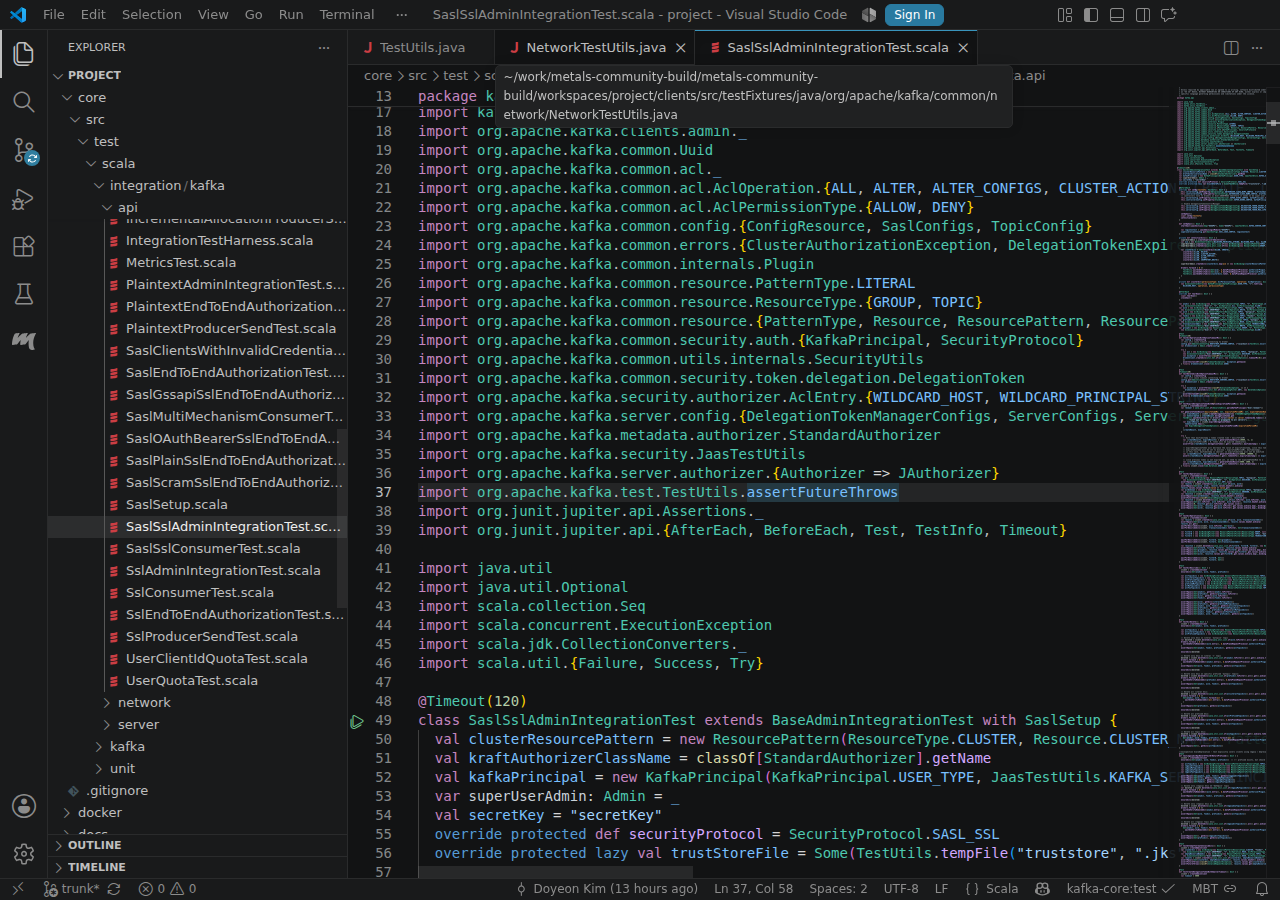 File Edit Selection View Go Run Terminal ··· SaslSslAdminIntegrationTest.scala - project - Visual Studio Code Sign In
EXPLORER ···
TestUtils.java NetworkTestUtils.java SaslSslAdminIntegrationTest.scala ···
PROJECT
core > src > test > a.api
~/work/metals-community-build/metals-community-
build/workspaces/project/clients/src/testFixtures/java/org/apache/kafka/common/n
etwork/NetworkTestUtils.java
core
src
test
scala
integration / kafka
api
IntegrationTestHarness.scala
MetricsTest.scala
PlaintextAdminIntegrationTest.s...
PlaintextEndToEndAuthorization...
PlaintextProducerSendTest.scala
SaslClientsWithInvalidCredentia...
SaslEndToEndAuthorizationTest....
SaslGssapiSslEndToEndAuthoriz...
SaslMultiMechanismConsumerT...
SaslOAuthBearerSslEndToEndA...
SaslPlainSslEndToEndAuthorizat...
SaslScramSslEndToEndAuthoriz...
SaslSetup.scala
SaslSslAdminIntegrationTest.sc...
SaslSslConsumerTest.scala
SslAdminIntegrationTest.scala
SslConsumerTest.scala
SslEndToEndAuthorizationTest.s...
SslProducerSendTest.scala
UserClientIdQuotaTest.scala
UserQuotaTest.scala
network
server
kafka
unit
.gitignore
docker
docs
OUTLINE
TIMELINE
13 package k
17 import ka
18 import org.apache.kafka.clients.admin._
19 import org.apache.kafka.common.Uuid
20 import org.apache.kafka.common.acl._
21 import org.apache.kafka.common.acl.AclOperation.{ALL, ALTER, ALTER_CONFIGS, CLUSTER_ACTIO
22 import org.apache.kafka.common.acl.AclPermissionType.{ALLOW, DENY}
23 import org.apache.kafka.common.config.{ConfigResource, SaslConfigs, TopicConfig}
24 import org.apache.kafka.common.errors.{ClusterAuthorizationException, DelegationTokenExpi
25 import org.apache.kafka.common.internals.Plugin
26 import org.apache.kafka.common.resource.PatternType.LITERAL
27 import org.apache.kafka.common.resource.ResourceType.{GROUP, TOPIC}
28 import org.apache.kafka.common.resource.{PatternType, Resource, ResourcePattern, Resource
29 import org.apache.kafka.common.security.auth.{KafkaPrincipal, SecurityProtocol}
30 import org.apache.kafka.common.utils.internals.SecurityUtils
31 import org.apache.kafka.common.security.token.delegation.DelegationToken
32 import org.apache.kafka.security.authorizer.AclEntry.{WILDCARD_HOST, WILDCARD_PRINCIPAL_S
33 import org.apache.kafka.server.config.{DelegationTokenManagerConfigs, ServerConfigs, Serve
34 import org.apache.kafka.metadata.authorizer.StandardAuthorizer
35 import org.apache.kafka.security.JaasTestUtils
36 import org.apache.kafka.server.authorizer.{Authorizer => JAuthorizer}
37 import org.apache.kafka.test.TestUtils.assertFutureThrows
38 import org.junit.jupiter.api.Assertions._
39 import org.junit.jupiter.api.{AfterEach, BeforeEach, Test, TestInfo, Timeout}
40
41 import java.util
42 import java.util.Optional
43 import scala.collection.Seq
44 import scala.concurrent.ExecutionException
45 import scala.jdk.CollectionConverters._
46 import scala.util.{Failure, Success, Try}
47
48 @Timeout(120)
49 class SaslSslAdminIntegrationTest extends BaseAdminIntegrationTest with SaslSetup {
50 val clusterResourcePattern = new ResourcePattern(ResourceType.CLUSTER, Resource.CLUSTER
51 val kraftAuthorizerClassName = classOf[StandardAuthorizer].getName
52 val kafkaPrincipal = new KafkaPrincipal(KafkaPrincipal.USER_TYPE, JaasTestUtils.KAFKA_SE
53 var superUserAdmin: Admin = _
54 val secretKey = "secretKey"
55 override protected def securityProtocol = SecurityProtocol.SASL_SSL
56 override protected lazy val trustStoreFile = Some(TestUtils.tempFile("truststore", ".jks
57
trunk* 0 0 Doyeon Kim (13 hours ago) Ln 37, Col 58 Spaces: 2 UTF-8 LF { } Scala kafka-core:test MBT